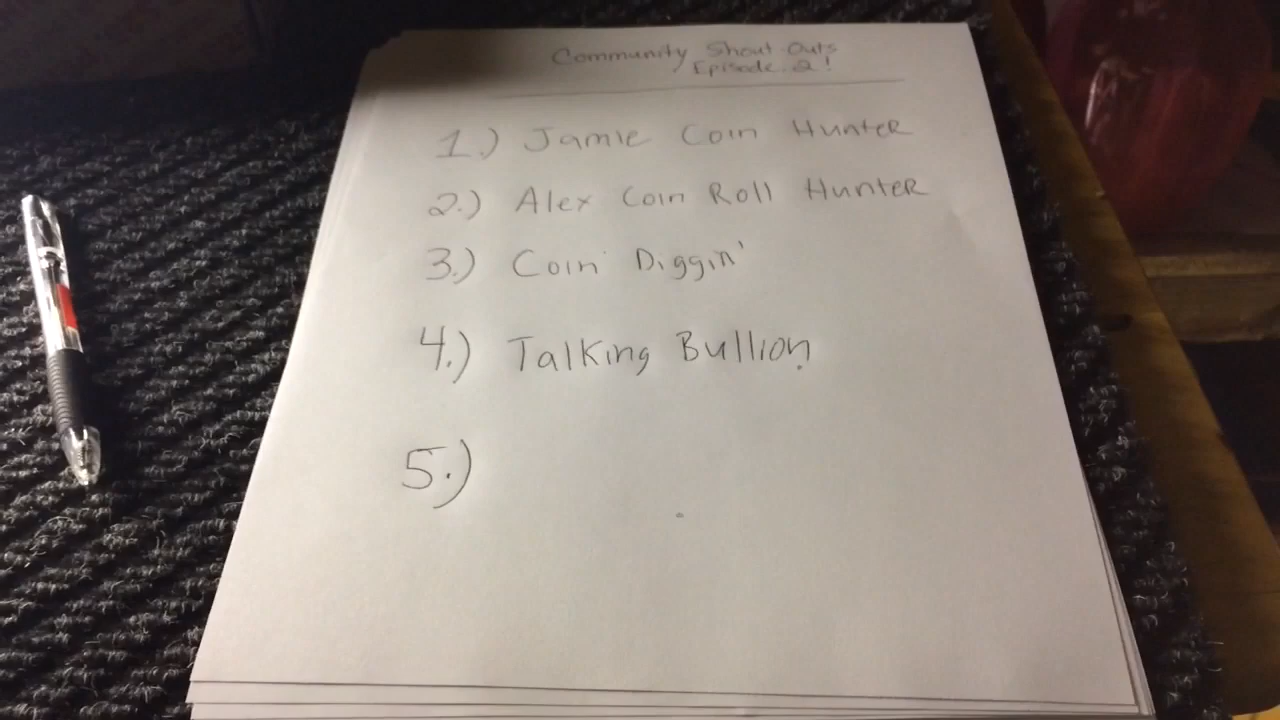 Community Shout Outs
Episode 2!
1.) Jamie Coin Hunter
2.) Alex Coin Roll Hunter
3.) Coin Diggin'
4.) Talking Bullion
5.)